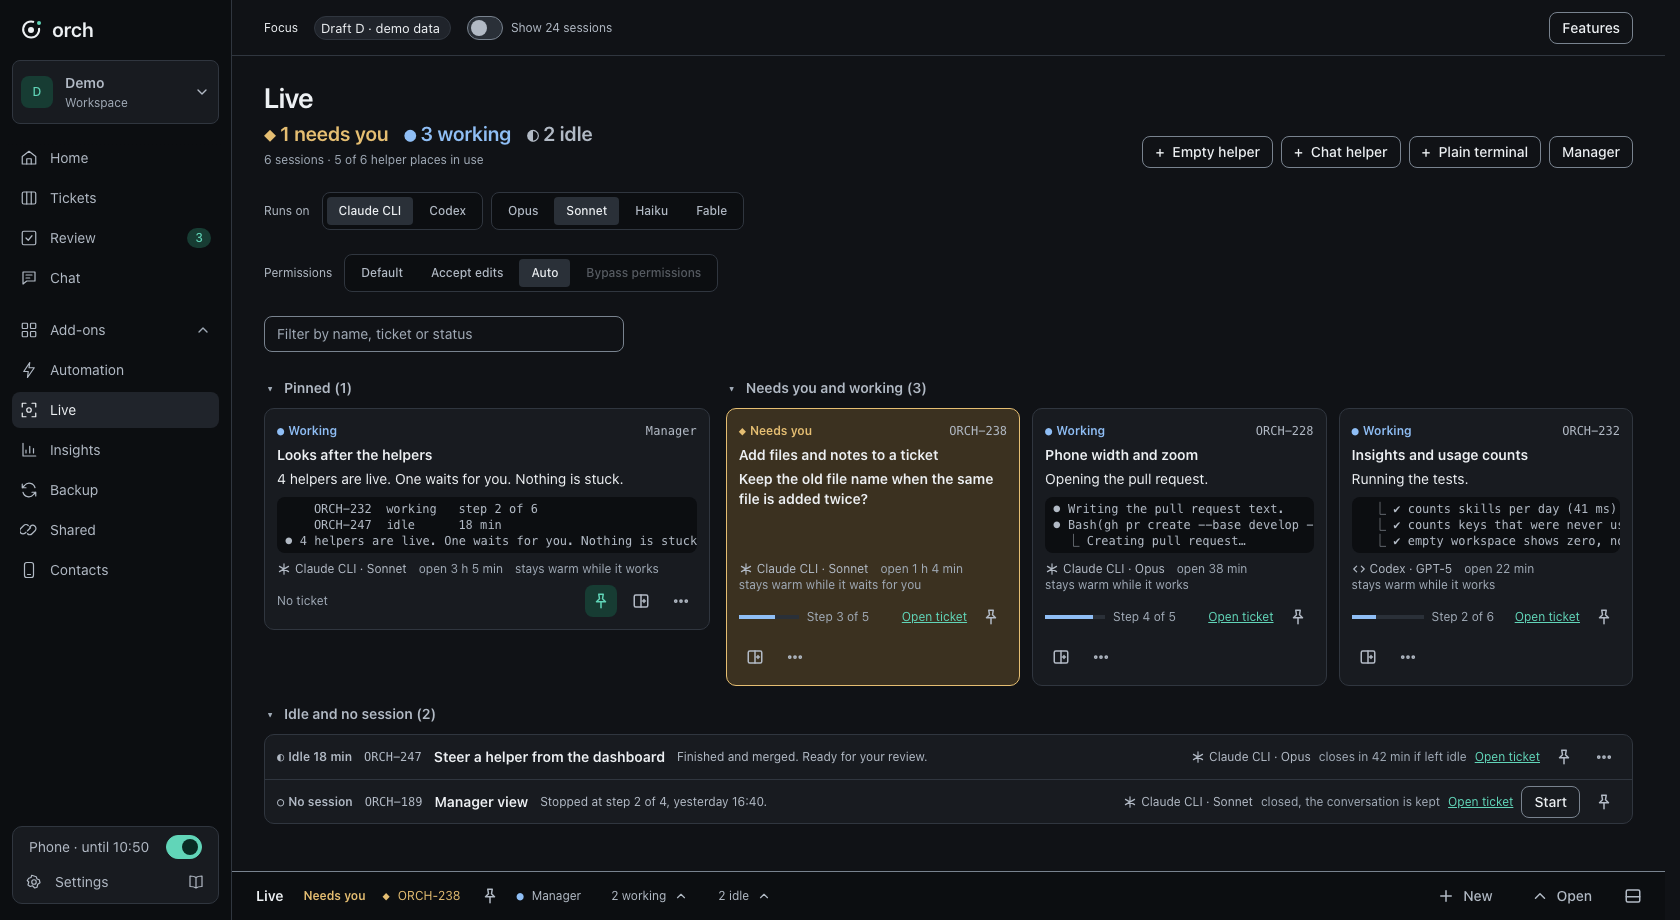 orch
D
Demo
Workspace
Home
Tickets
Review 3
Chat
Add-ons
Automation
Live
Insights
Backup
Shared
Contacts
Phone · until 10:50
Settings
Focus Draft D · demo data Show 24 sessions Features
Live
1 needs you 3 working 2 idle
6 sessions · 5 of 6 helper places in use
+ Empty helper + Chat helper + Plain terminal Manager
Runs on Claude CLI Codex Opus Sonnet Haiku Fable
Permissions Default Accept edits Auto Bypass permissions
Filter by name, ticket or status
Pinned (1)
Working Manager
Looks after the helpers
4 helpers are live. One waits for you. Nothing is stuck.
ORCH-232 working step 2 of 6
ORCH-247 idle 18 min
● 4 helpers are live. One waits for you. Nothing is stuck
Claude CLI · Sonnet open 3 h 5 min stays warm while it works
No ticket
Needs you and working (3)
Needs you ORCH-238
Add files and notes to a ticket
Keep the old file name when the same
file is added twice?
Claude CLI · Sonnet open 1 h 4 min
stays warm while it waits for you
Step 3 of 5 Open ticket
Working ORCH-228
Phone width and zoom
Opening the pull request.
● Writing the pull request text.
● Bash(gh pr create --base develop -
⎿ Creating pull request…
Claude CLI · Opus open 38 min
stays warm while it works
Step 4 of 5 Open ticket
Working ORCH-232
Insights and usage counts
Running the tests.
⎿ ✔ counts skills per day (41 ms)
⎿ ✔ counts keys that were never us
⎿ ✔ empty workspace shows zero, no
Codex · GPT-5 open 22 min
stays warm while it works
Step 2 of 6 Open ticket
Idle and no session (2)
Idle 18 min ORCH-247 Steer a helper from the dashboard Finished and merged. Ready for your review. Claude CLI · Opus closes in 42 min if left idle Open ticket
No session ORCH-189 Manager view Stopped at step 2 of 4, yesterday 16:40. Claude CLI · Sonnet closed, the conversation is kept Open ticket Start
Live Needs you ORCH-238 Manager 2 working 2 idle + New Open